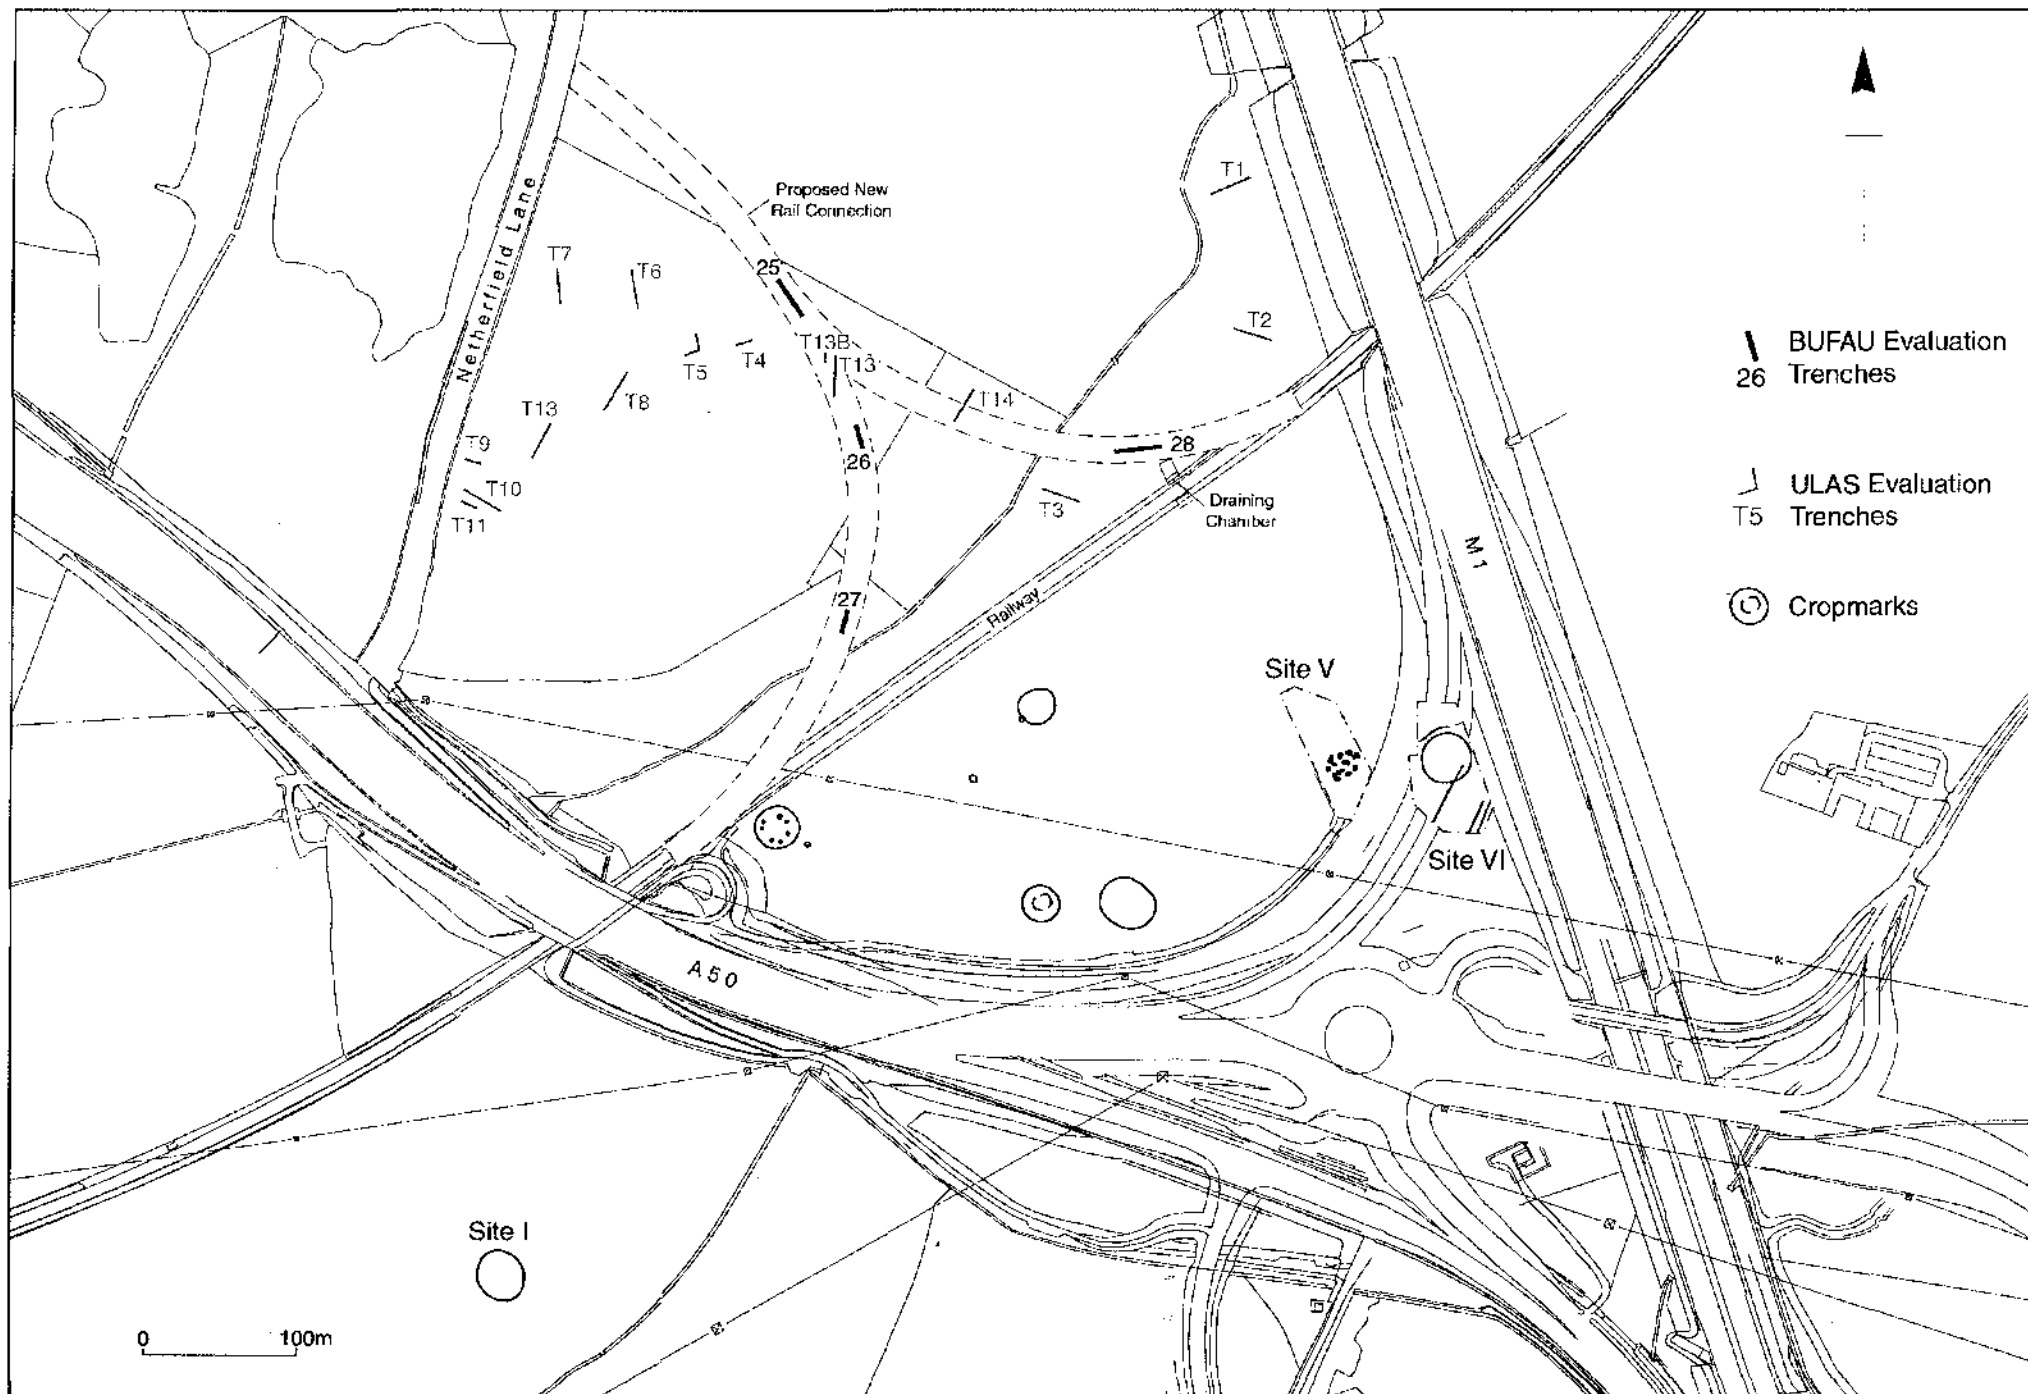 T1
Proposed New
Rail Connection
Netherfield Lane
T7
T6
25
T2
T13B
T13
T5
T4
T14
T8
T13
T9
26
28
T10
T11
T3
Draining
Chamber
M1
27
Railway
BUFAU Evaluation
26 Trenches
ULAS Evaluation
T5 Trenches
Cropmarks
Site V
Site VI
A50
Site I
0 100m